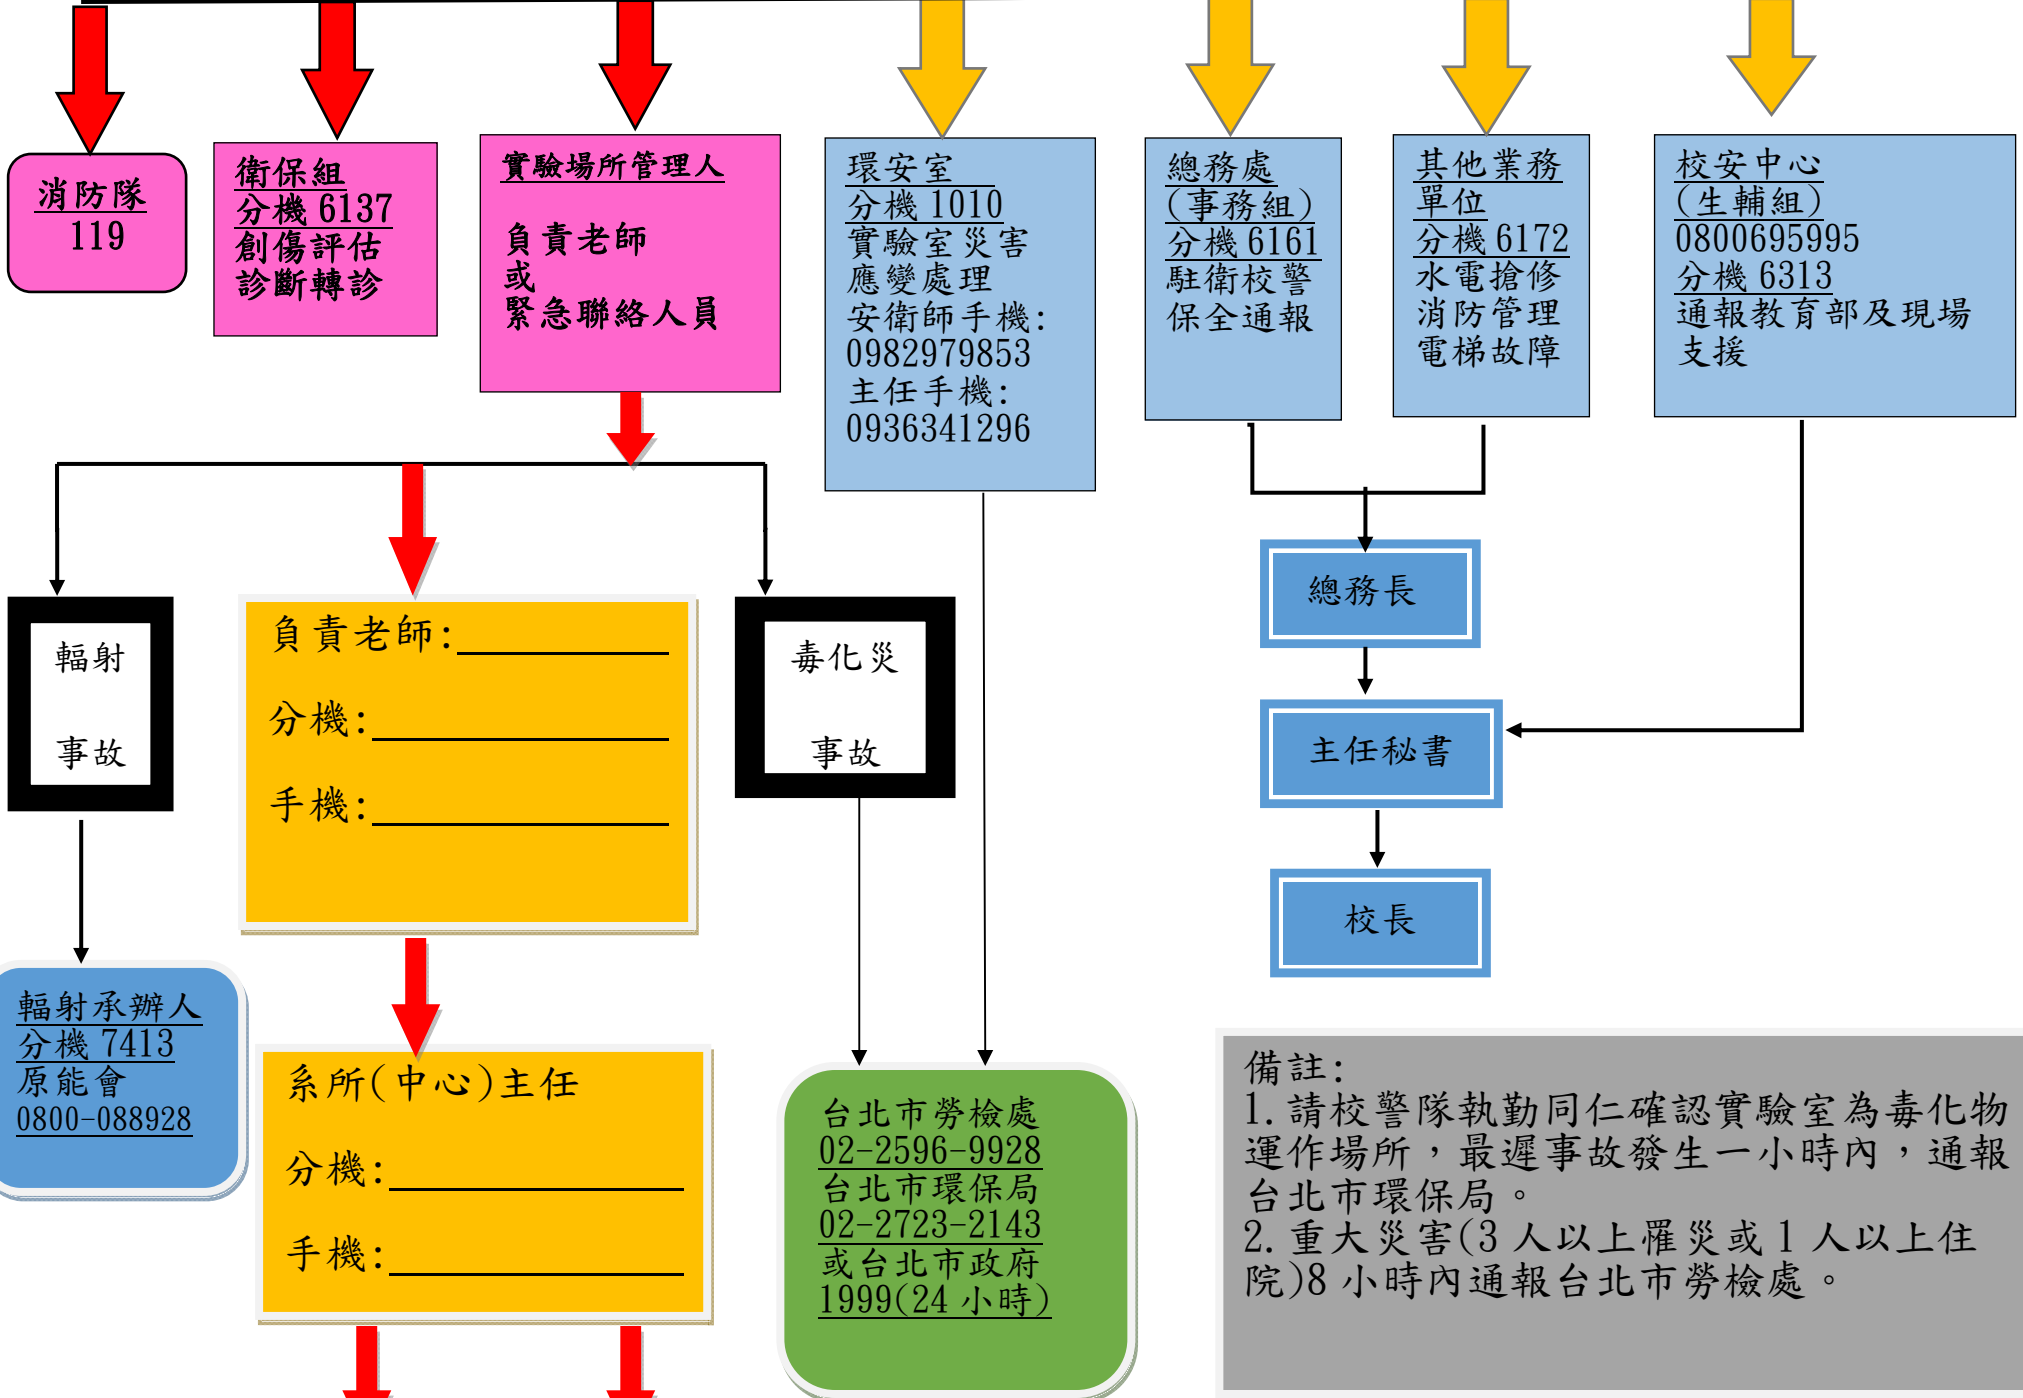 消防隊
119
衛保組
分機 6137
創傷評估
診斷轉診
實驗場所管理人
負責老師
或
緊急聯絡人員
環安室
分機 1010
實驗室災害
應變處理
安衛師手機:
0982979853
主任手機:
0936341296
總務處
(事務組)
分機 6161
駐衛校警
保全通報
其他業務
單位
分機 6172
水電搶修
消防管理
電梯故障
校安中心
(生輔組)
0800695995
分機 6313
通報教育部及現場
支援
輻射
事故
負責老師:
分機:
手機:
毒化災
事故
總務長
主任秘書
校長
輻射承辦人
分機 7413
原能會
0800-088928
系所(中心)主任
分機:
手機:
台北市勞檢處
02-2596-9928
台北市環保局
02-2723-2143
或台北市政府
1999(24 小時)
備註:
1. 請校警隊執勤同仁確認實驗室為毒化物
運作場所，最遲事故發生一小時內，通報
台北市環保局。
2. 重大災害(3 人以上罹災或 1 人以上住
院)8 小時內通報台北市勞檢處。